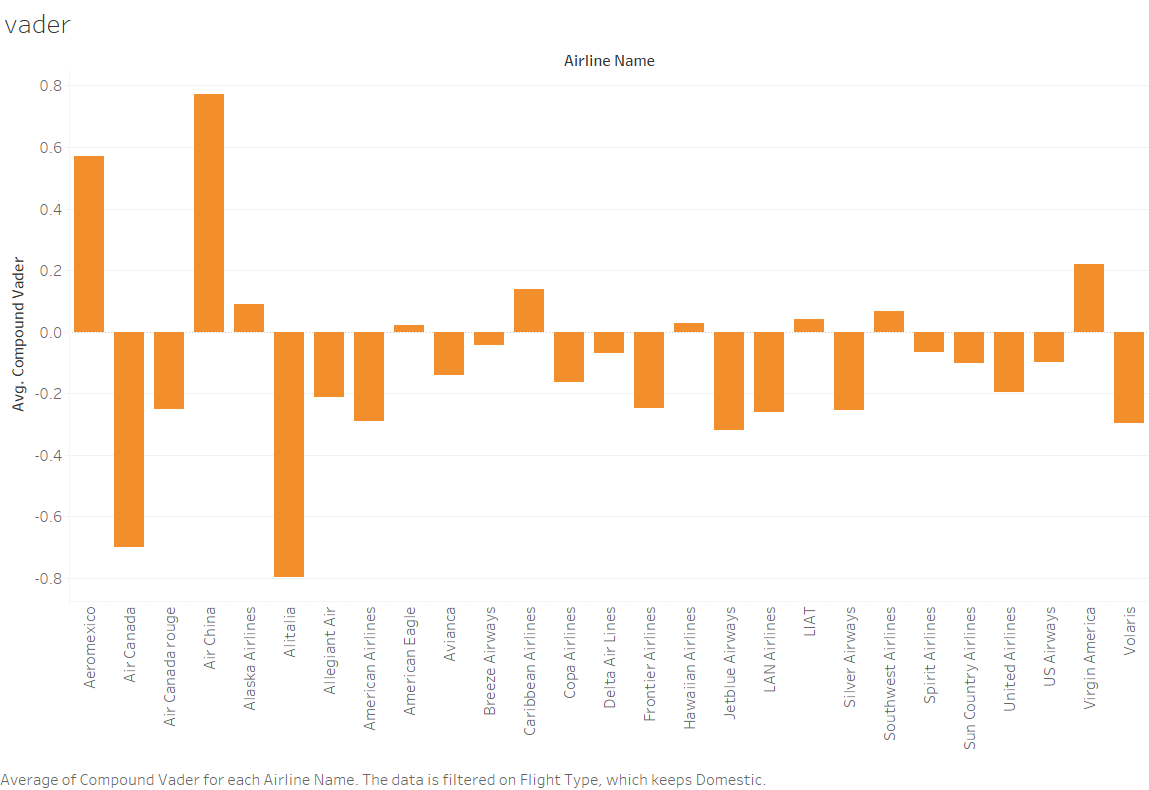 vader
Airline Name
Avg. Compound Vader
0.8
0.6
0.4
0.2
0.0
-0.2
-0.4
-0.6
-0.8
Aeromexico
Air Canada
Air Canada rouge
Air China
Alaska Airlines
Alitalia
Allegiant Air
American Airlines
American Eagle
Avianca
Breeze Airways
Caribbean Airlines
Copa Airlines
Delta Air Lines
Frontier Airlines
Hawaiian Airlines
Jetblue Airways
LAN Airlines
LIAT
Silver Airways
Southwest Airlines
Spirit Airlines
Sun Country Airlines
United Airlines
US Airways
Virgin America
Volaris
Average of Compound Vader for each Airline Name. The data is filtered on Flight Type, which keeps Domestic.